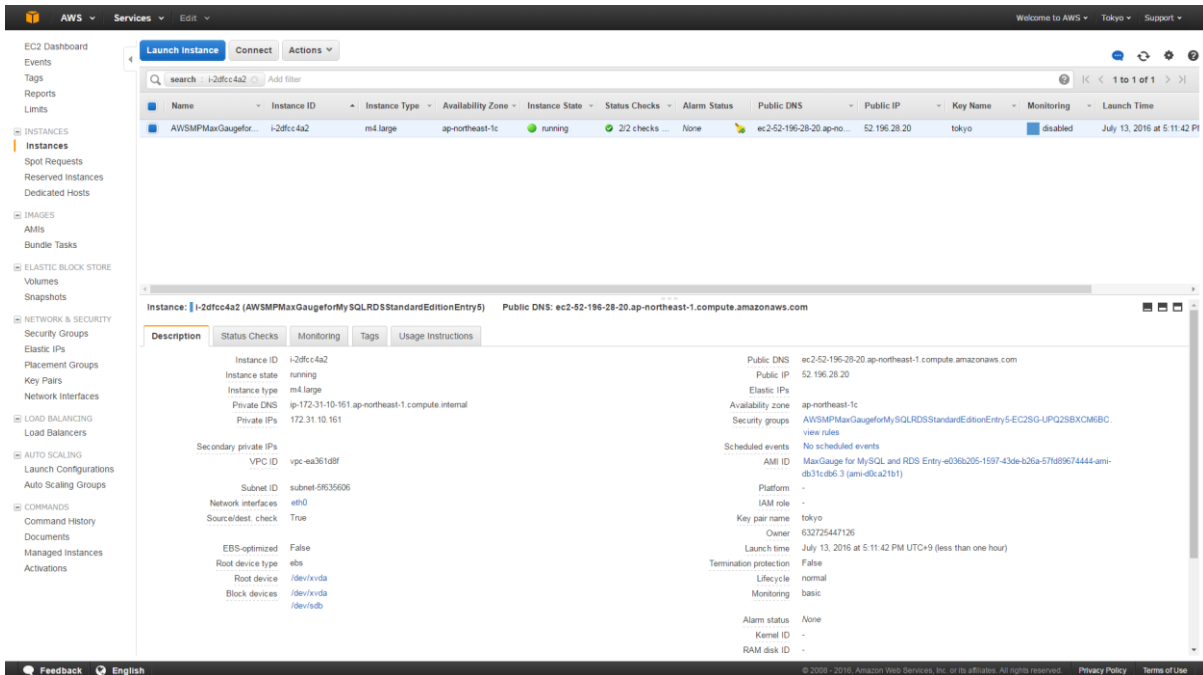 AWS Services Edit Welcome to AWS Tokyo Support
EC2 Dashboard
Events
Tags
Reports
Limits
INSTANCES
Instances
Spot Requests
Reserved Instances
Dedicated Hosts
IMAGES
AMIs
Bundle Tasks
ELASTIC BLOCK STORE
Volumes
Snapshots
NETWORK & SECURITY
Security Groups
Elastic IPs
Placement Groups
Key Pairs
Network Interfaces
LOAD BALANCING
Load Balancers
AUTO SCALING
Launch Configurations
Auto Scaling Groups
COMMANDS
Command History
Documents
Managed Instances
Activations
Launch Instance Connect Actions
search : i-2dfcc4a2 Add filter 1 to 1 of 1
Name Instance ID Instance Type Availability Zone Instance State Status Checks Alarm Status Public DNS Public IP Key Name Monitoring Launch Time
AWSMPMaxGaugefor... i-2dfcc4a2 m4.large ap-northeast-1c running 2/2 checks ... None ec2-52-196-28-20.ap-no... 52.196.28.20 tokyo disabled July 13, 2016 at 5:11:42 PM
Instance: i-2dfcc4a2 (AWSMPMaxGaugeforMySQLRDSStandardEditionEntry5) Public DNS: ec2-52-196-28-20.ap-northeast-1.compute.amazonaws.com
Description Status Checks Monitoring Tags Usage Instructions
Instance ID i-2dfcc4a2
Instance state running
Instance type m4.large
Private DNS ip-172-31-10-161.ap-northeast-1.compute.internal
Private IPs 172.31.10.161
Secondary private IPs
VPC ID vpc-ea361d8f
Subnet ID subnet-5f635606
Network interfaces eth0
Source/dest. check True
EBS-optimized False
Root device type ebs
Root device /dev/xvda
Block devices /dev/xvda
/dev/sdb
Public DNS ec2-52-196-28-20.ap-northeast-1.compute.amazonaws.com
Public IP 52.196.28.20
Elastic IPs
Availability zone ap-northeast-1c
Security groups AWSMPMaxGaugeforMySQLRDSStandardEditionEntry5-EC2SG-UPQ2SBXCM6BC.
view rules
Scheduled events No scheduled events
AMI ID MaxGauge for MySQL and RDS Entry-e036b205-1597-43de-b26a-57fd89674444-ami-
db31cdb6.3 (ami-d0ca21b1)
Platform -
IAM role -
Key pair name tokyo
Owner 632725447126
Launch time July 13, 2016 at 5:11:42 PM UTC+9 (less than one hour)
Termination protection False
Lifecycle normal
Monitoring basic
Alarm status None
Kernel ID -
RAM disk ID -
Feedback English © 2008 - 2016, Amazon Web Services, Inc. or its affiliates. All rights reserved. Privacy Policy Terms of Use